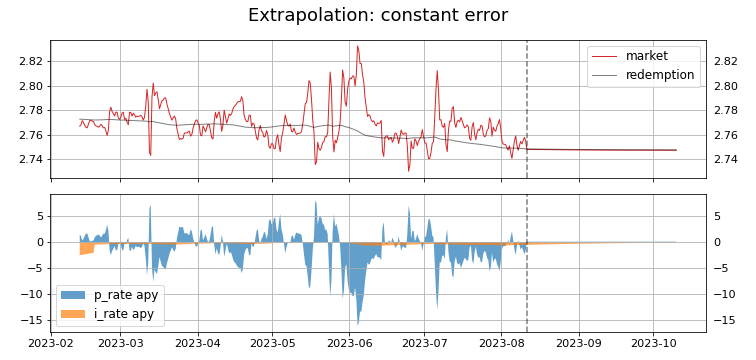 Extrapolation: constant error
market
redemption
2.82 2.82
2.80 2.80
2.78 2.78
2.76 2.76
2.74 2.74
5 5
0 0
−5 −5
−10 −10
−15 −15
p_rate apy
i_rate apy
2023-02 2023-03 2023-04 2023-05 2023-06 2023-07 2023-08 2023-09 2023-10